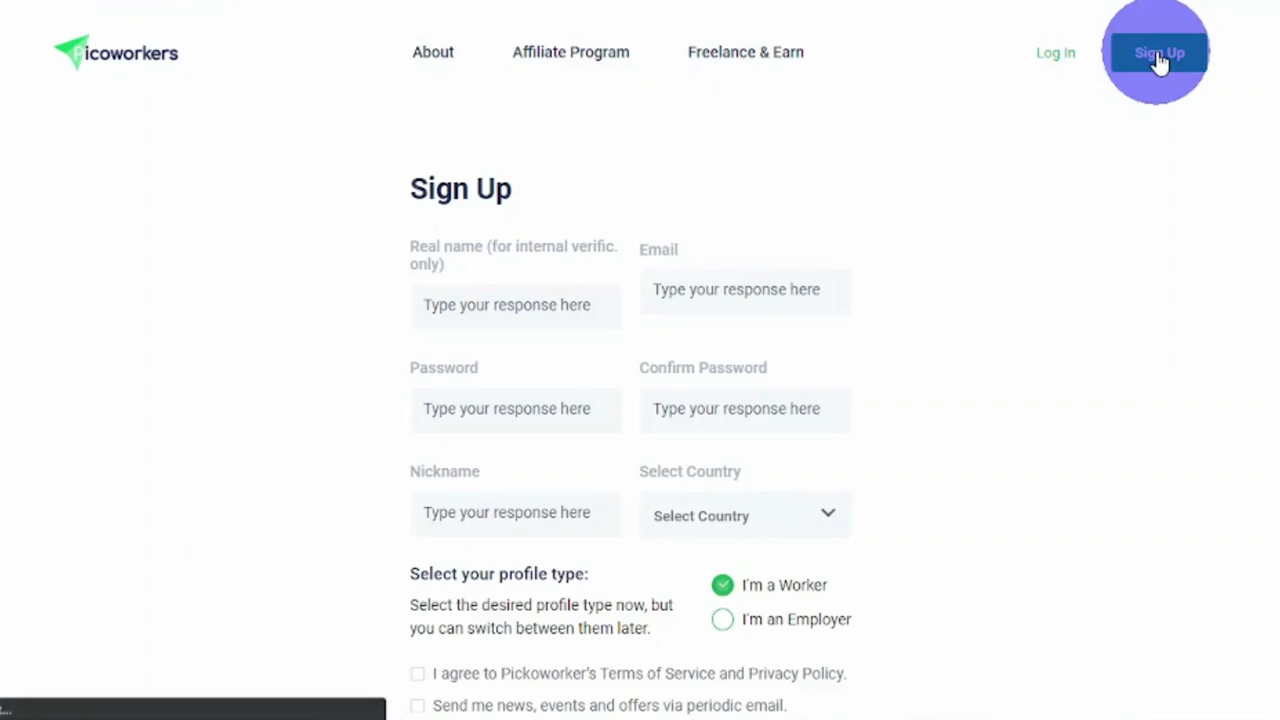 Picoworkers
About
Affiliate Program
Freelance & Earn
Log In
Sign Up
Sign Up
Real name (for internal verific.
only)
Email
Type your response here
Type your response here
Password
Confirm Password
Type your response here
Type your response here
Nickname
Select Country
Type your response here
Select Country
Select your profile type:
I'm a Worker
Select the desired profile type now, but
you can switch between them later.
I'm an Employer
I agree to Pickoworker's Terms of Service and Privacy Policy.
Send me news, events and offers via periodic email.